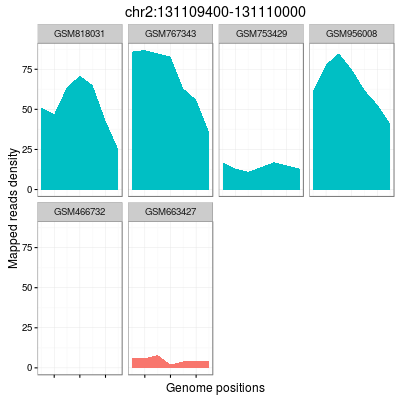 chr2:131109400-131110000
GSM818031 GSM767343 GSM753429 GSM956008
75
50
25
0
GSM466732 GSM663427
75
50
25
0
Mapped reads density
Genome positions